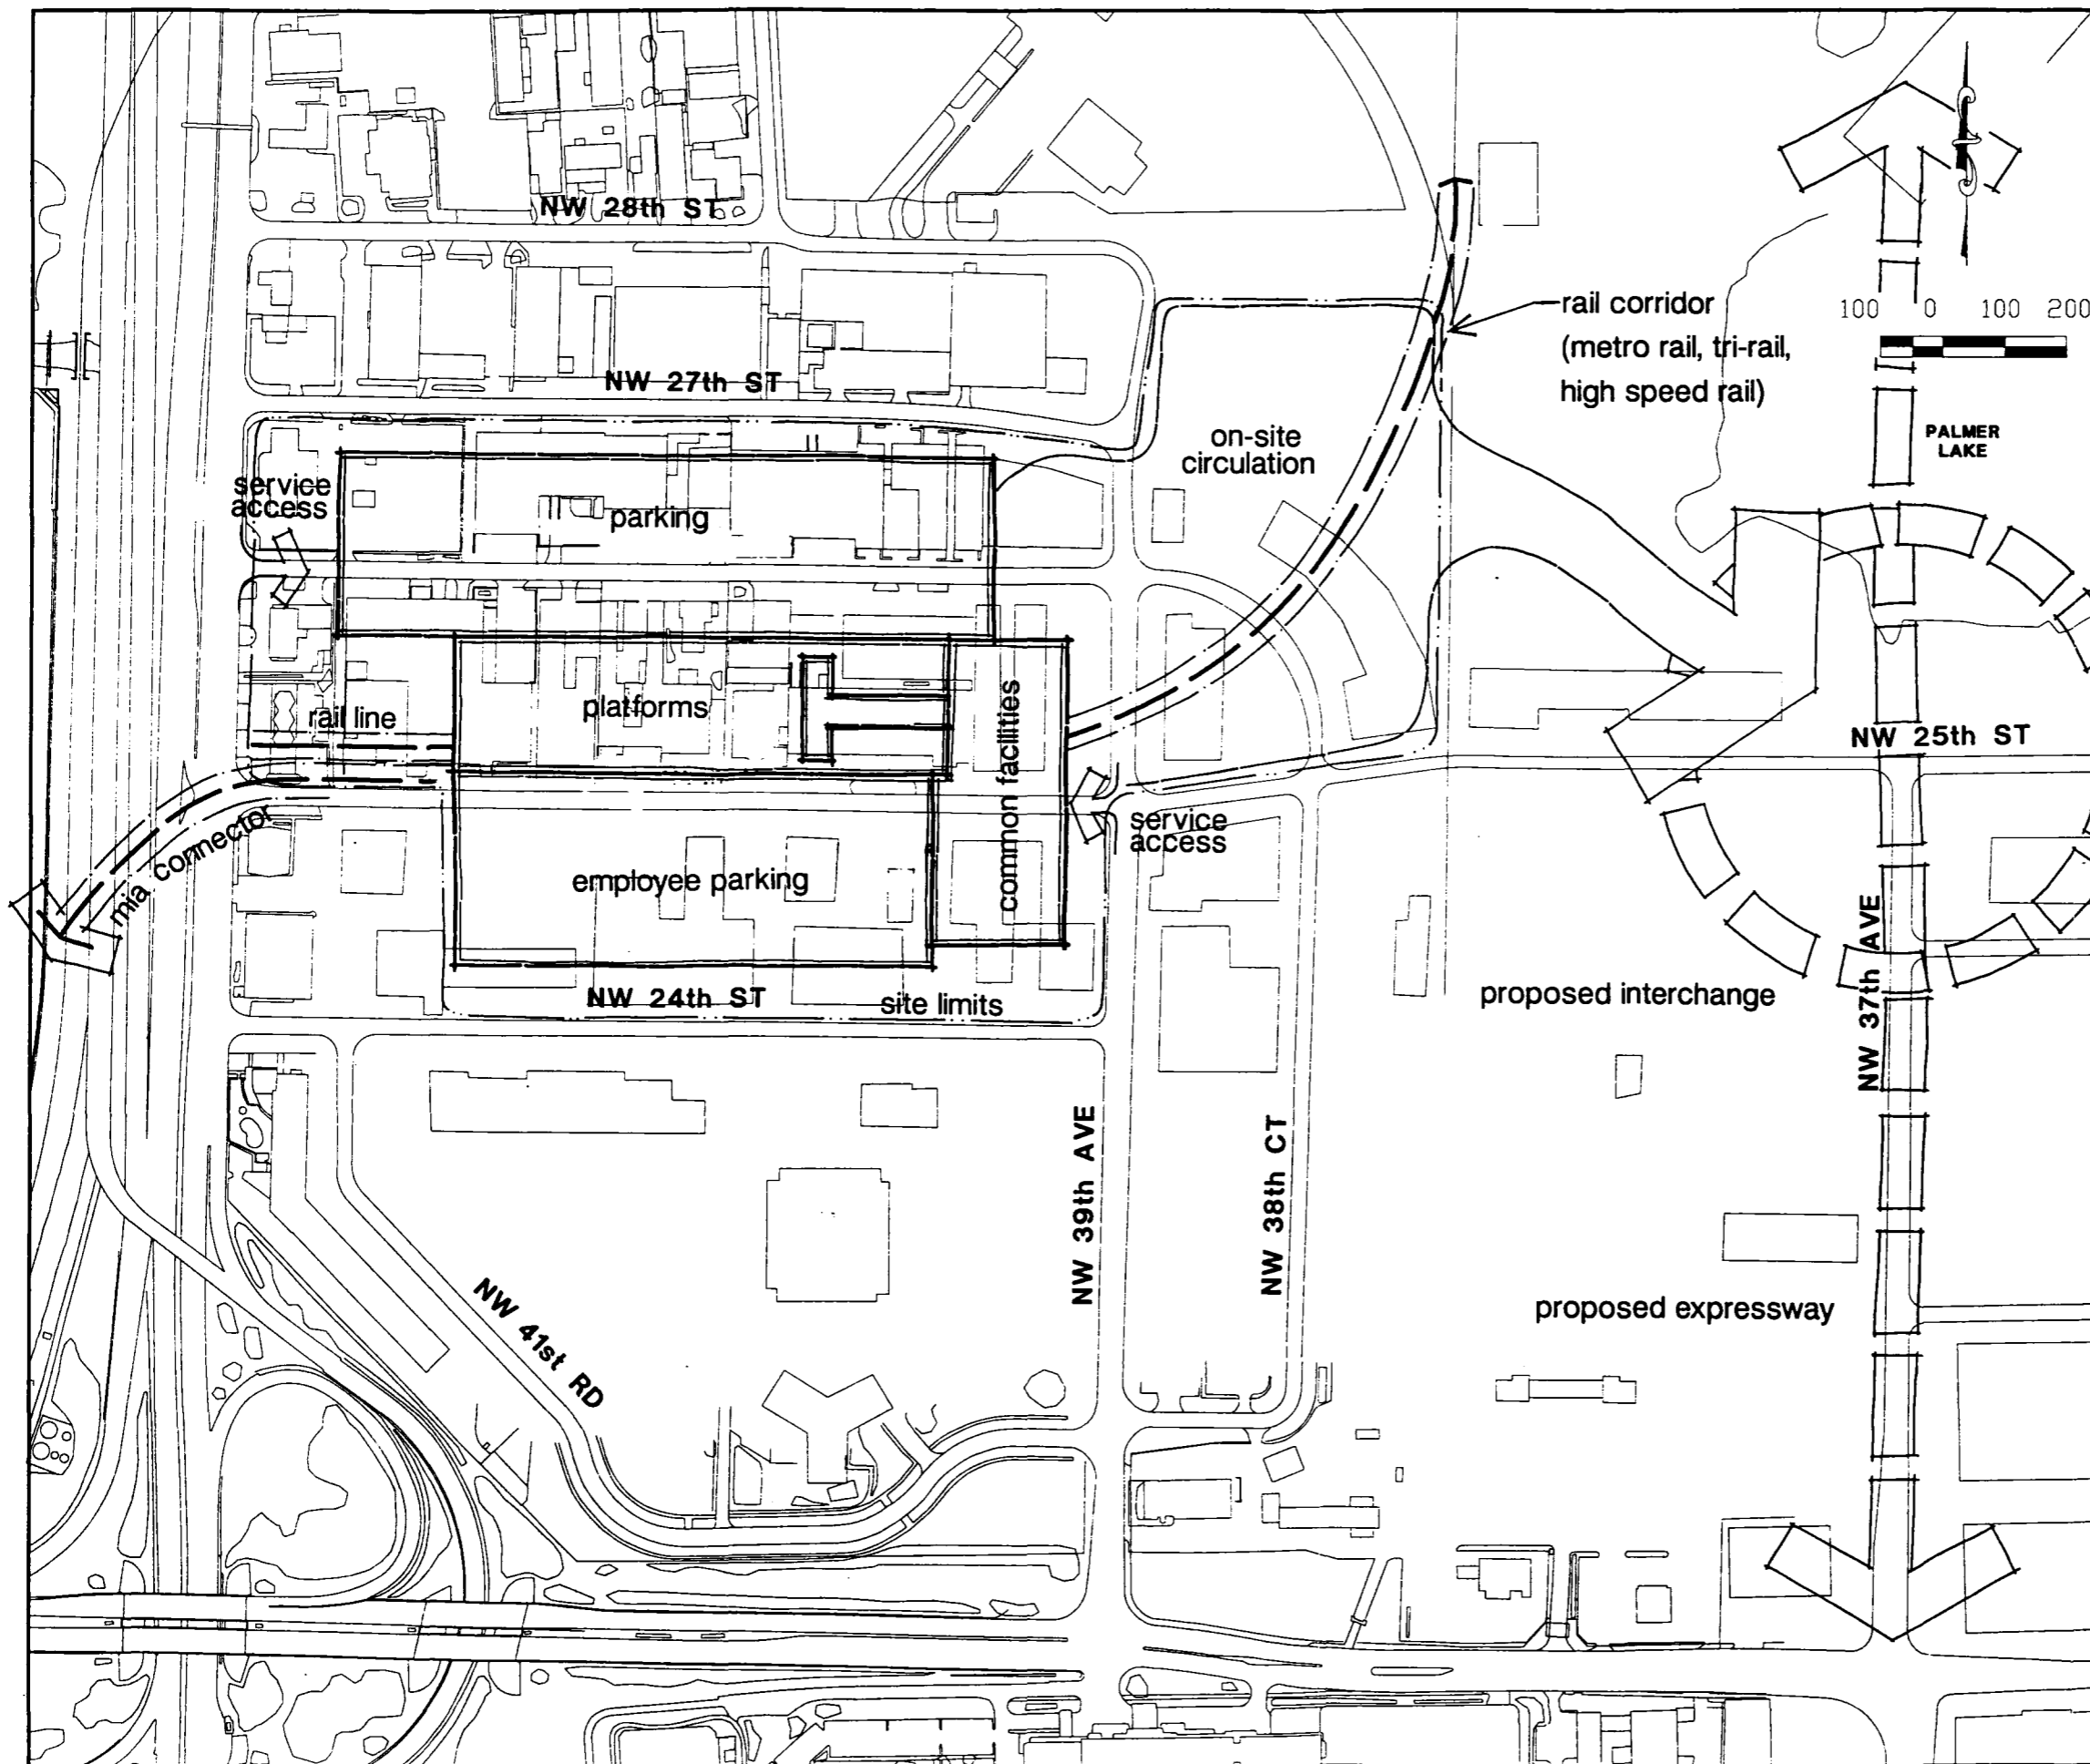 NW 28th ST
rail corridor
(metro rail, tri-rail,
high speed rail)
100 0 100 200
NW 27th ST
PALMER
LAKE
on-site
circulation
service
access
parking
rail line
platforms
common facilities
NW 25th ST
mia connector
service
access
employee parking
NW 24th ST
site limits
proposed interchange
NW 37th AVE
NW 39th AVE
NW 38th CT
NW 41st RD
proposed expressway